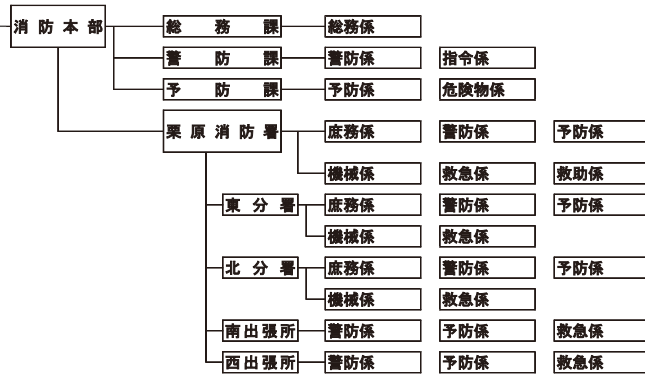 消防本部 総務課 総務係
警防課 警防係 指令係
予防課 予防係 危険物係
栗原消防署 庶務係 警防係 予防係
機械係 救急係 救助係
東分署 庶務係 警防係 予防係
機械係 救急係
北分署 庶務係 警防係 予防係
機械係 救急係
南出張所 警防係 予防係 救急係
西出張所 警防係 予防係 救急係